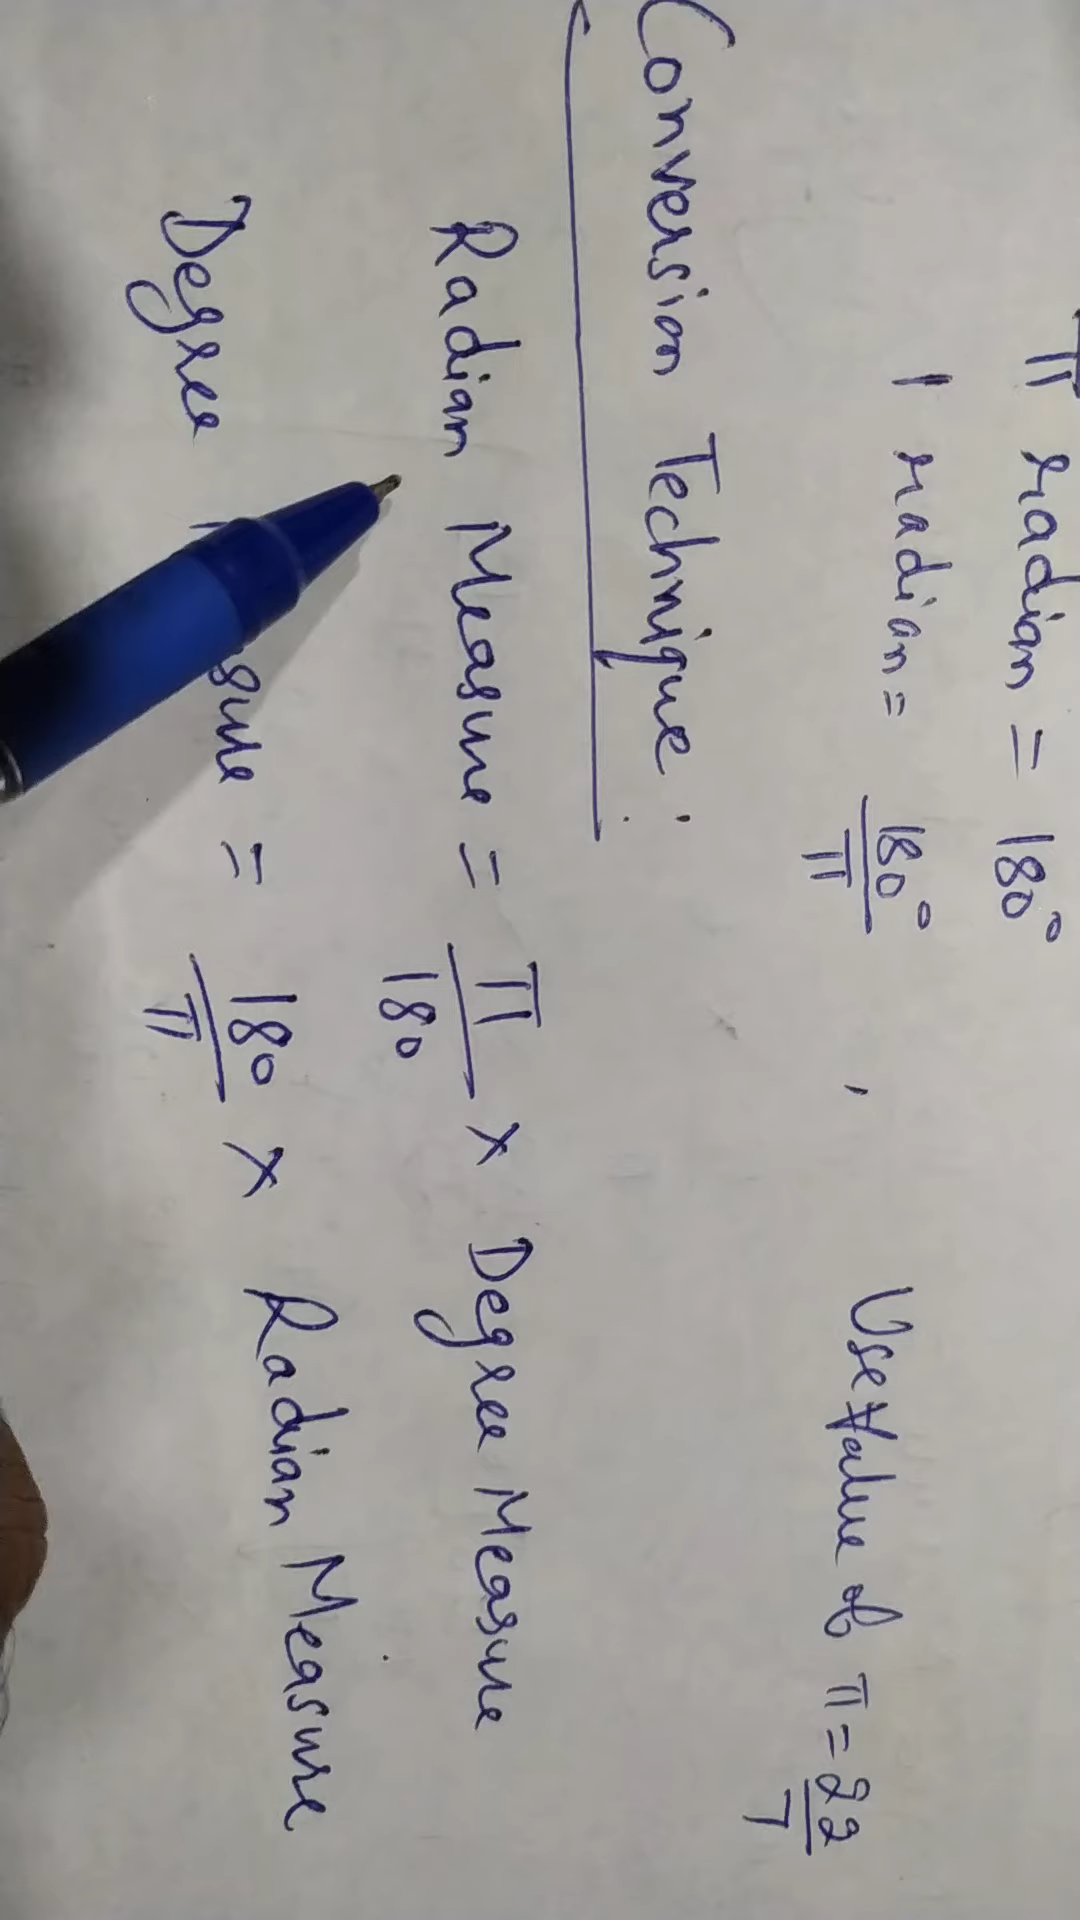 π radian = 180°
1 radian = 180°/π , Use Value of π = 22/7
Conversion Technique :
Radian Measure = π/180 × Degree Measure
Degree = 180/π × Radian Measure